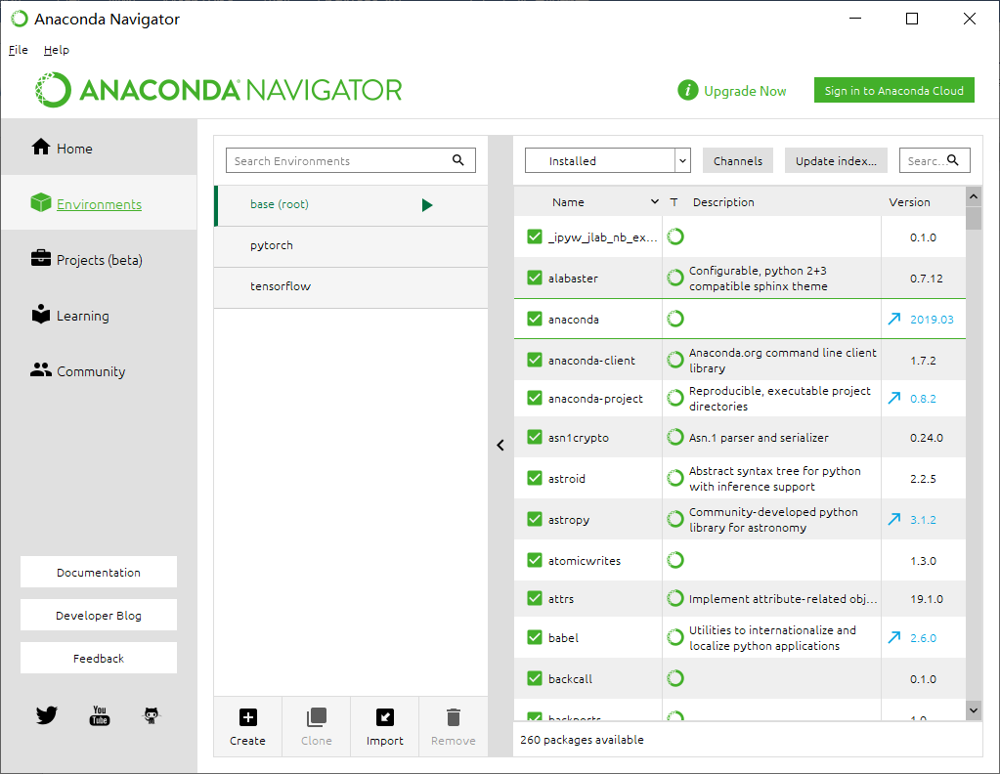 Anaconda Navigator
File Help
ANACONDA NAVIGATOR
i Upgrade Now
Sign in to Anaconda Cloud
Home
Environments
Projects (beta)
Learning
Community
Documentation
Developer Blog
Feedback
You
Tube
Search Environments
base (root)
pytorch
tensorflow
Create
Clone
Import
Remove
Installed
Channels
Update index...
Searc...
Name T Description Version
_ipyw_jlab_nb_ex... 0.1.0
alabaster Configurable, python 2+3
compatible sphinx theme 0.7.12
anaconda 2019.03
anaconda-client Anaconda.org command line client
library 1.7.2
anaconda-project Reproducible, executable project
directories 0.8.2
asn1crypto Asn.1 parser and serializer 0.24.0
astroid Abstract syntax tree for python
with inference support 2.2.5
astropy Community-developed python
library for astronomy 3.1.2
atomicwrites 1.3.0
attrs Implement attribute-related obj... 19.1.0
babel Utilities to internationalize and
localize python applications 2.6.0
backcall 0.1.0
backports 1.0
260 packages available